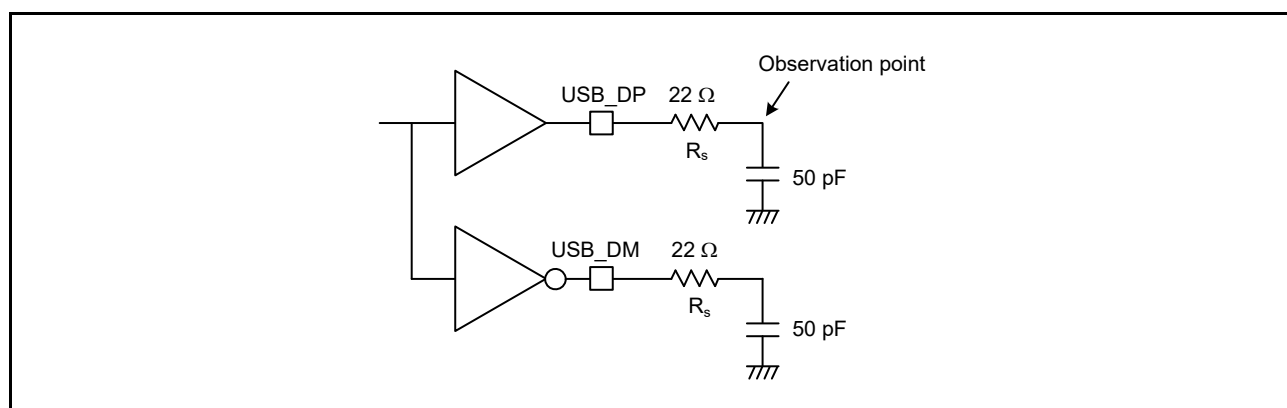 Observation point
USB_DP
22 Ω
Rs
50 pF
USB_DM
22 Ω
Rs
50 pF